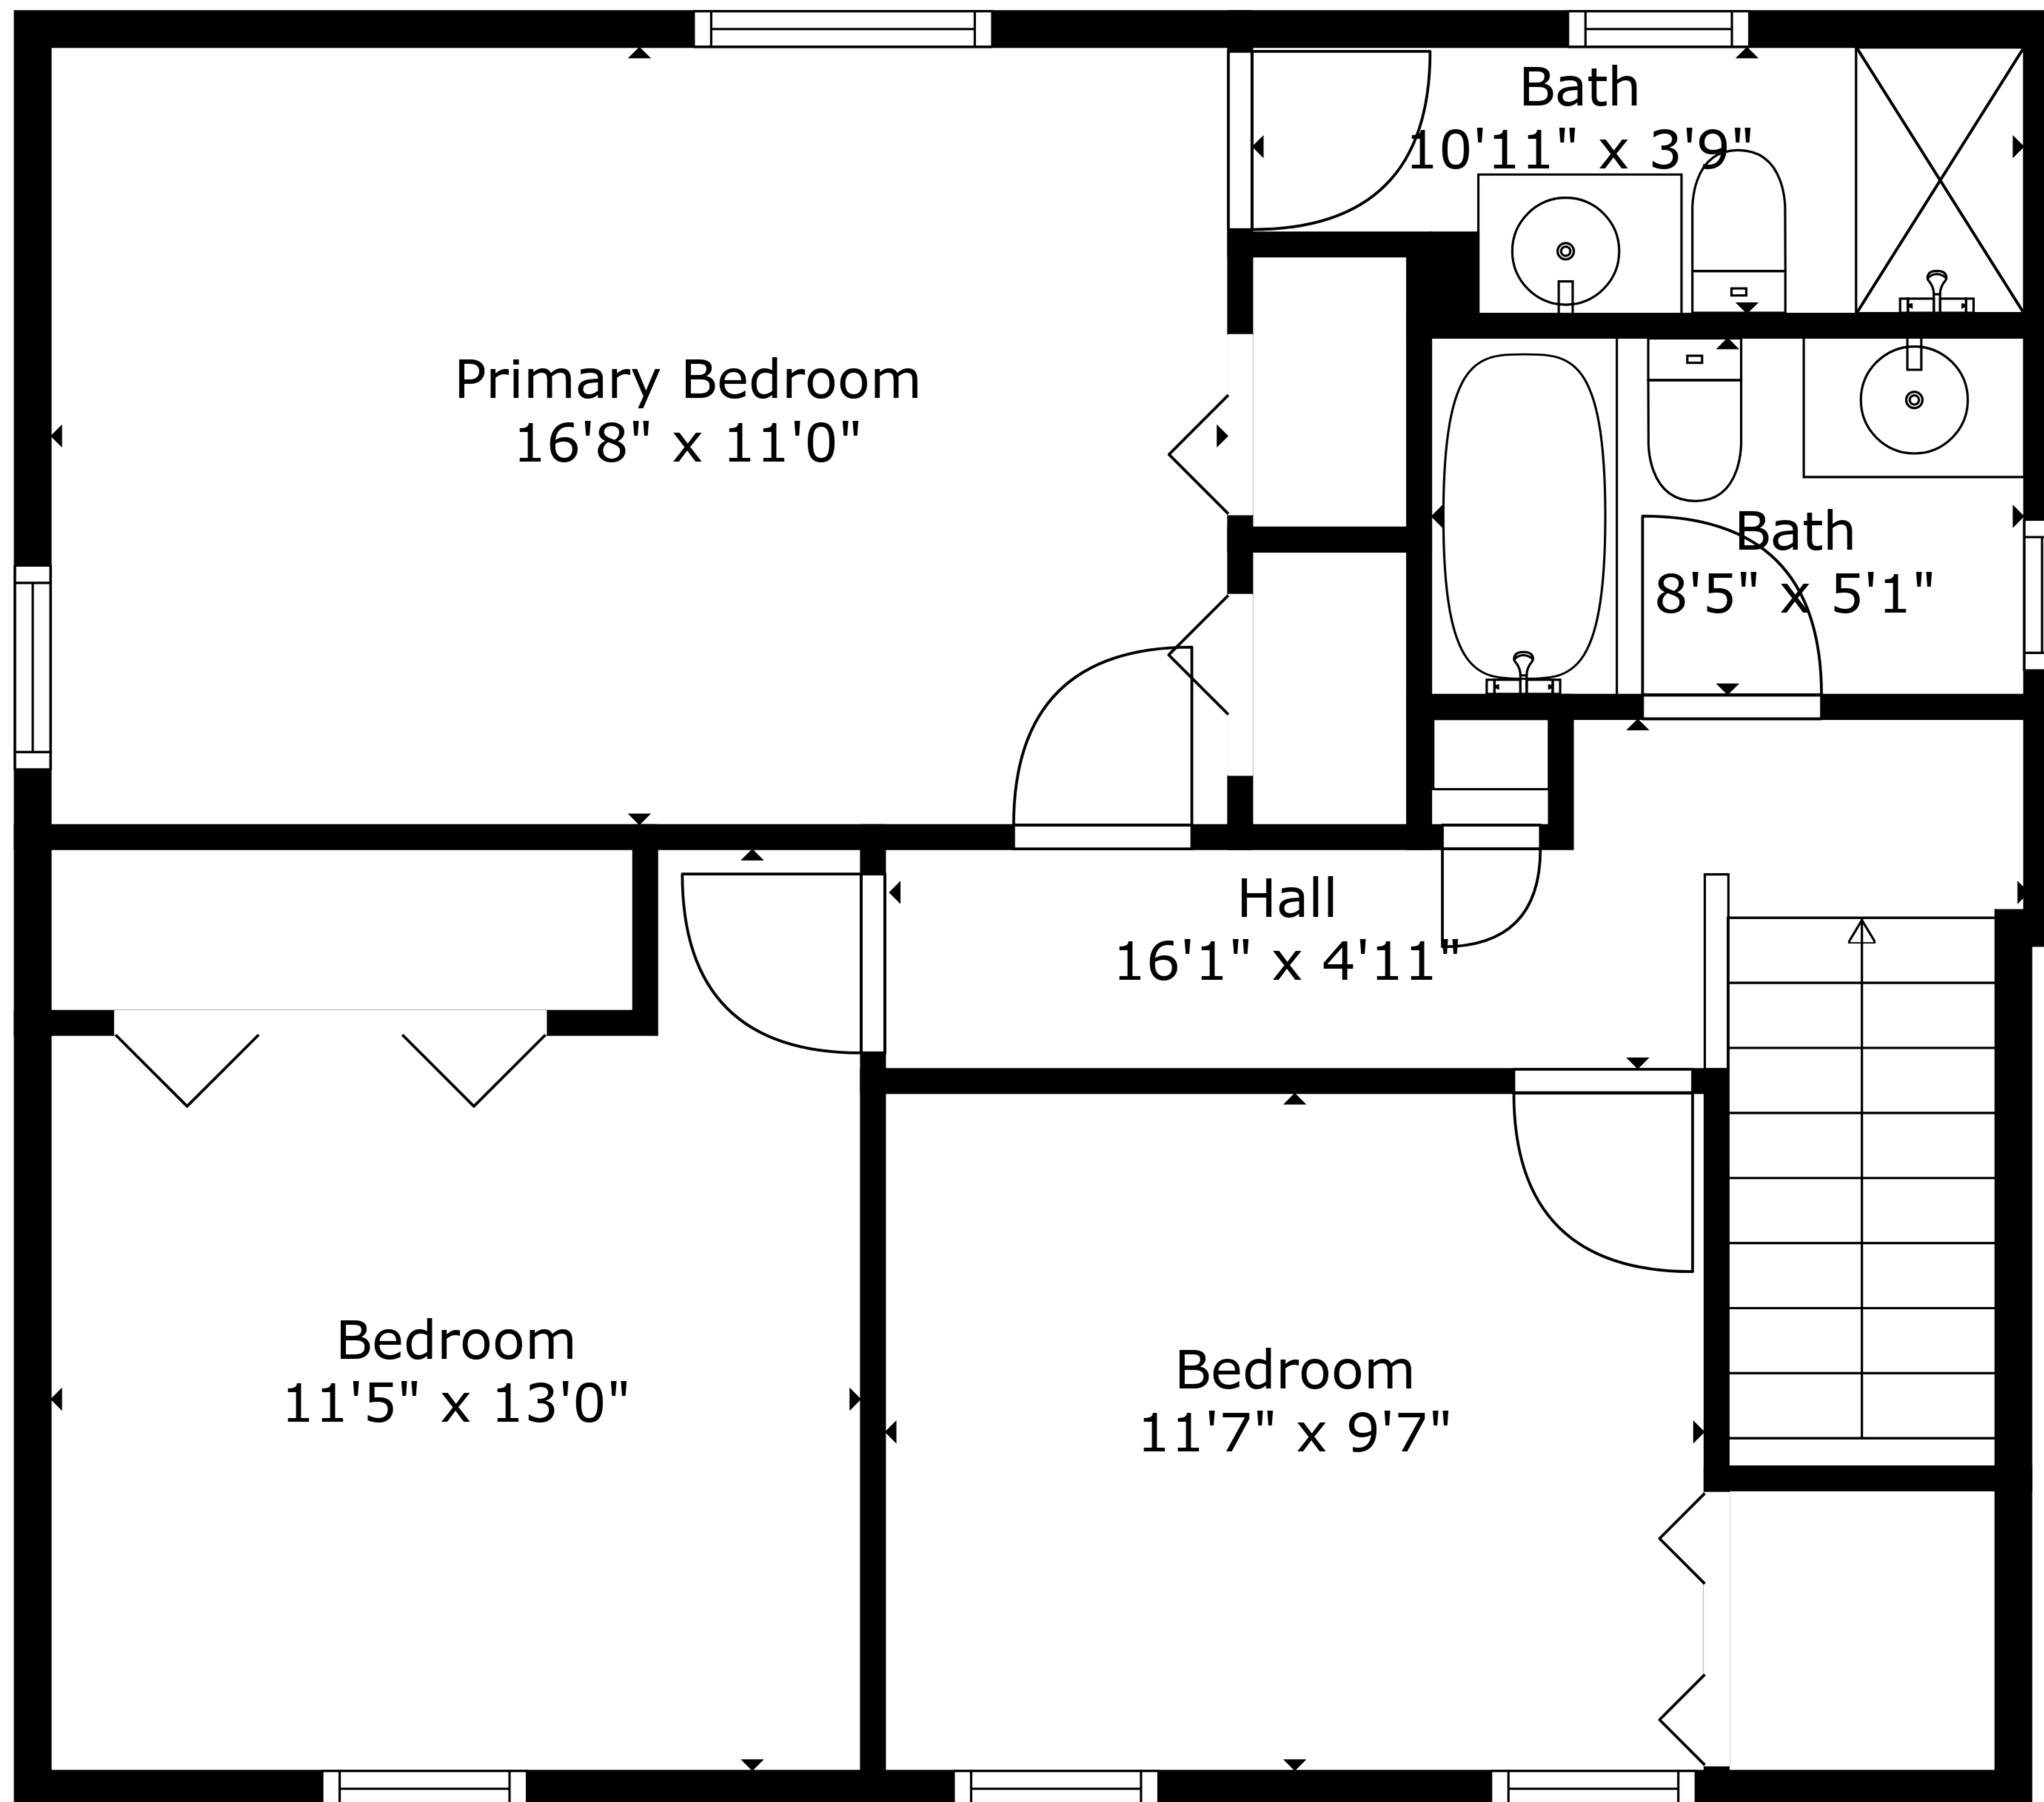 Bath
10'11" x 3'9"
Primary Bedroom
16'8" x 11'0"
Bath
8'5" x 5'1"
Hall
16'1" x 4'11"
Bedroom
11'5" x 13'0"
Bedroom
11'7" x 9'7"